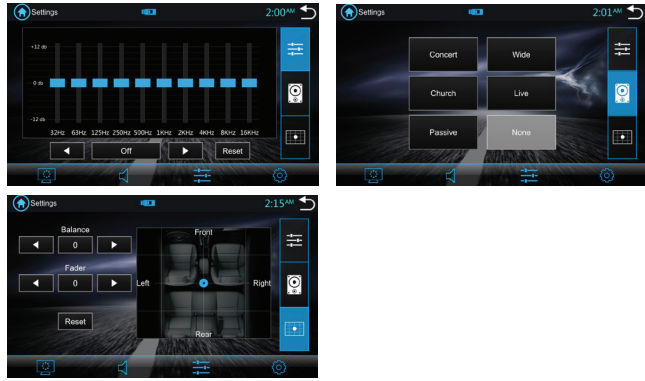 Settings 2:00AM
+12 db
0 db
-12 db
32Hz 63Hz 125Hz 250Hz 500Hz 1KHz 2KHz 4KHz 8KHz 16KHz
Off Reset
Settings 2:01AM
Concert Wide
Church Live
Passive None
Settings 2:15AM
Balance
0
Fader
0
Reset
Front
Left Right
Rear